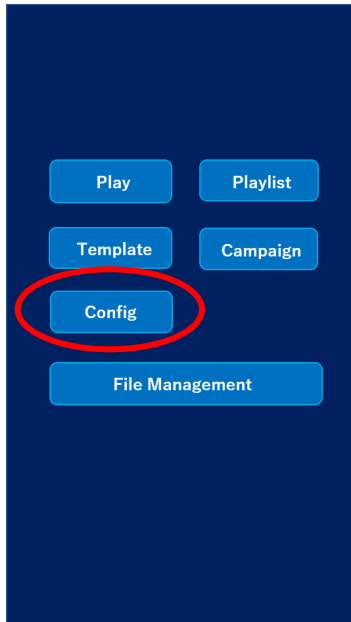 Play
Playlist
Template
Campaign
Config
File Management